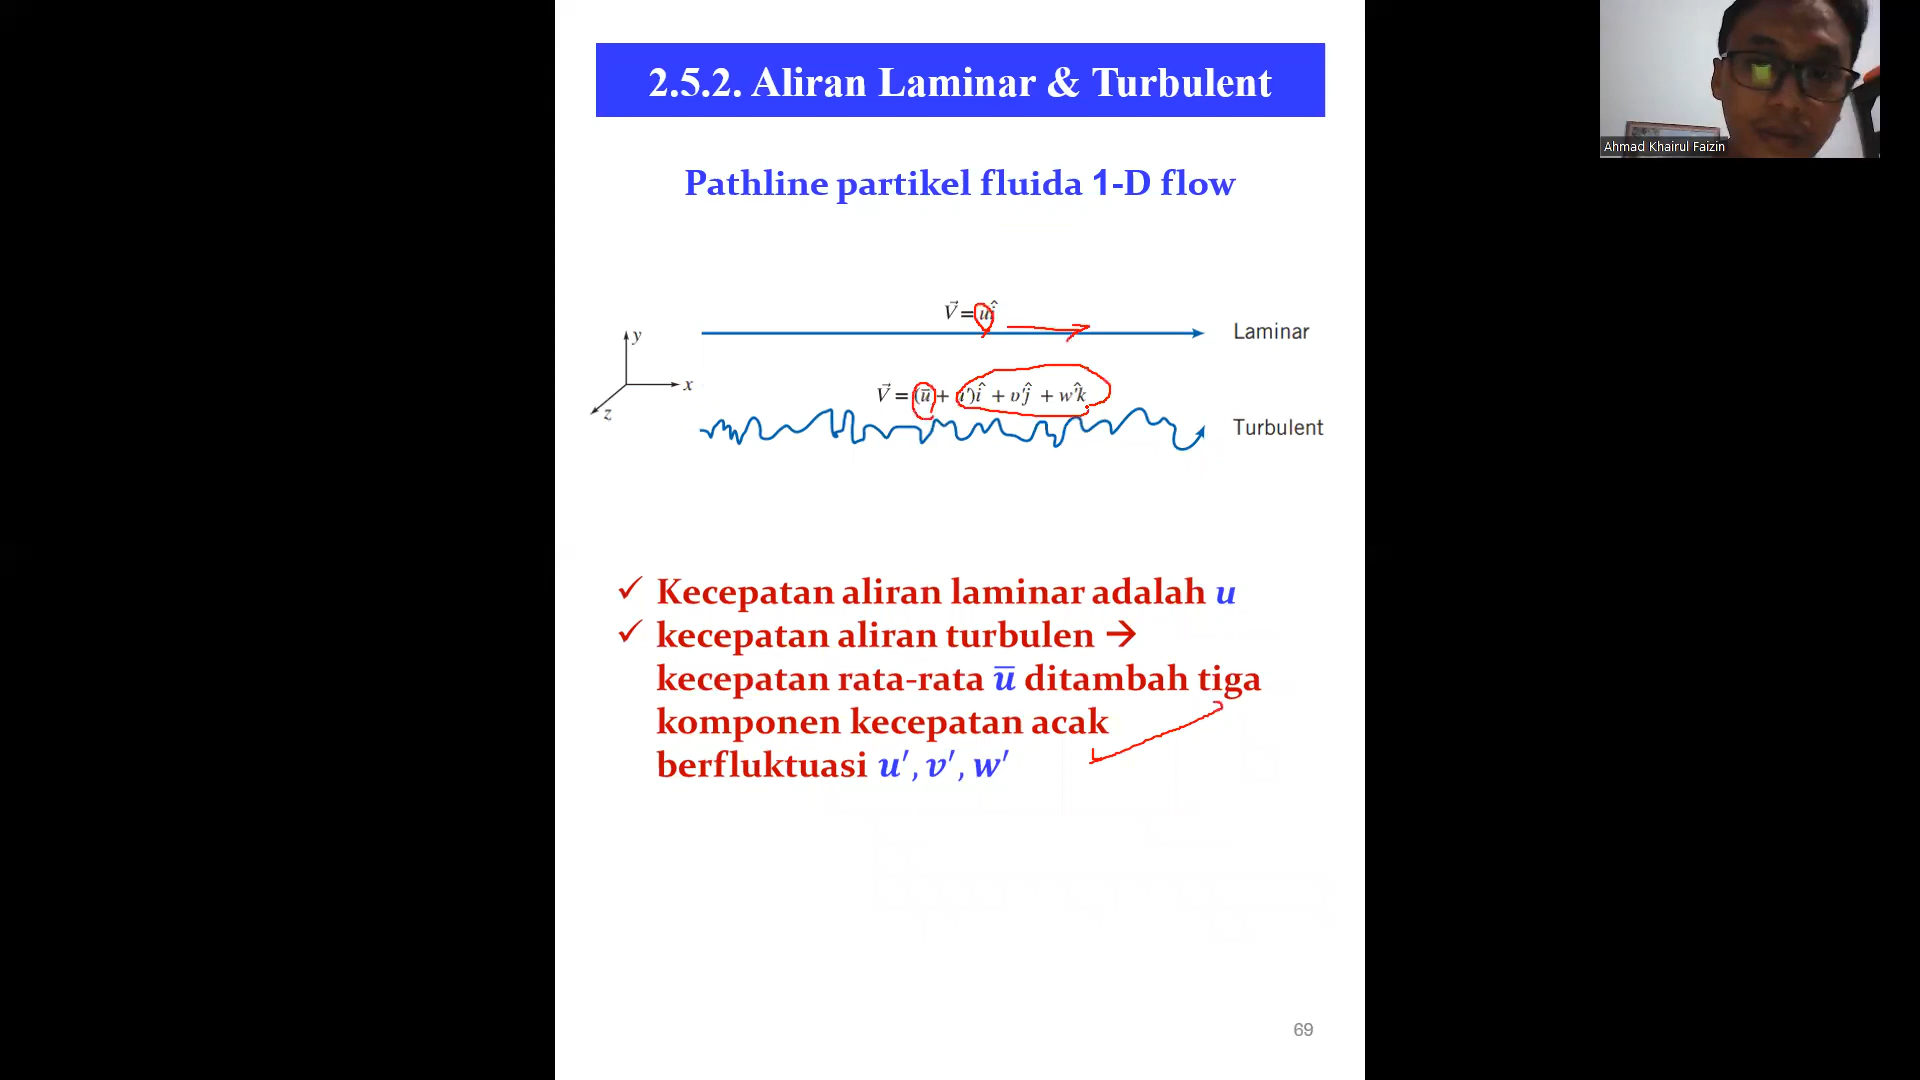 2.5.2. Aliran Laminar & Turbulent
Ahmad Khairul Faizin
Pathline partikel fluida 1-D flow
V⃗ = uî
Laminar
y
x
z
V⃗ = (ū + u′)î + υ′ĵ + w′k̂
Turbulent
✓ Kecepatan aliran laminar adalah u
✓ kecepatan aliran turbulen →
kecepatan rata-rata ū ditambah tiga
komponen kecepatan acak
berfluktuasi u′, v′, w′
69